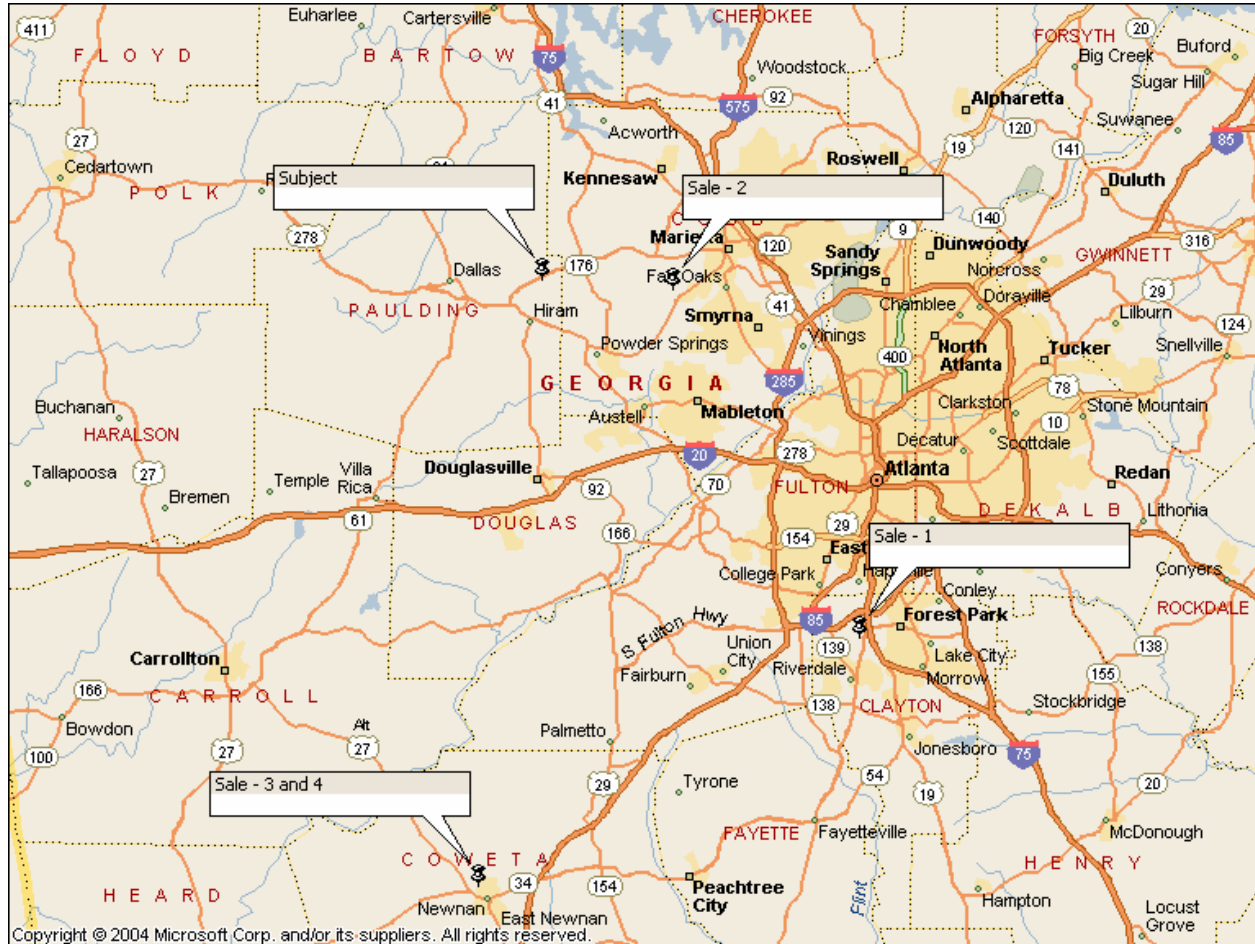 411
Euharlee
Cartersville
CHEROKEE
20
FLOYD
BARTOW
75
FORSYTH
Buford
Big Creek
Woodstock
Sugar Hill
41
575
92
Alpharetta
Acworth
120
Suwanee
27
19
141
85
Cedartown
Roswell
Subject
Kennesaw
Sale - 2
Duluth
POLK
140
278
Marietta
120
9
Dunwoody
316
Sandy
Springs
176
Dallas
Fair Oaks
Norcross
GWINNETT
Chamblee
Doraville
29
PAULDING
Hiram
41
Smyrna
Lilburn
124
Vinings
North
Atlanta
Tucker
Snellville
Powder Springs
400
GEORGIA
285
78
Buchanan
Austell
Mableton
Clarkston
Stone Mountain
10
HARALSON
Decatur
Scottdale
20
278
Tallapoosa
27
Temple
Villa
Rica
Douglasville
92
70
Atlanta
Redan
Bremen
FULTON
61
DOUGLAS
29
DEKALB
Lithonia
166
154
Sale - 1
East
College Park
Conyers
Conley
ROCKDALE
S Fulton Hwy
85
Forest Park
Carrollton
Union
City
139
Lake City
138
Riverdale
166
CARROLL
Fairburn
Morrow
155
138
CLAYTON
Stockbridge
Bowdon
Alt
27
27
Palmetto
Jonesboro
75
100
Sale - 3 and 4
29
Tyrone
54
19
20
FAYETTE
Fayetteville
McDonough
COWETA
HENRY
HEARD
34
154
Peachtree
City
Flint
Hampton
Newnan
East Newnan
Locust
Grove
Copyright © 2004 Microsoft Corp. and/or its suppliers. All rights reserved.